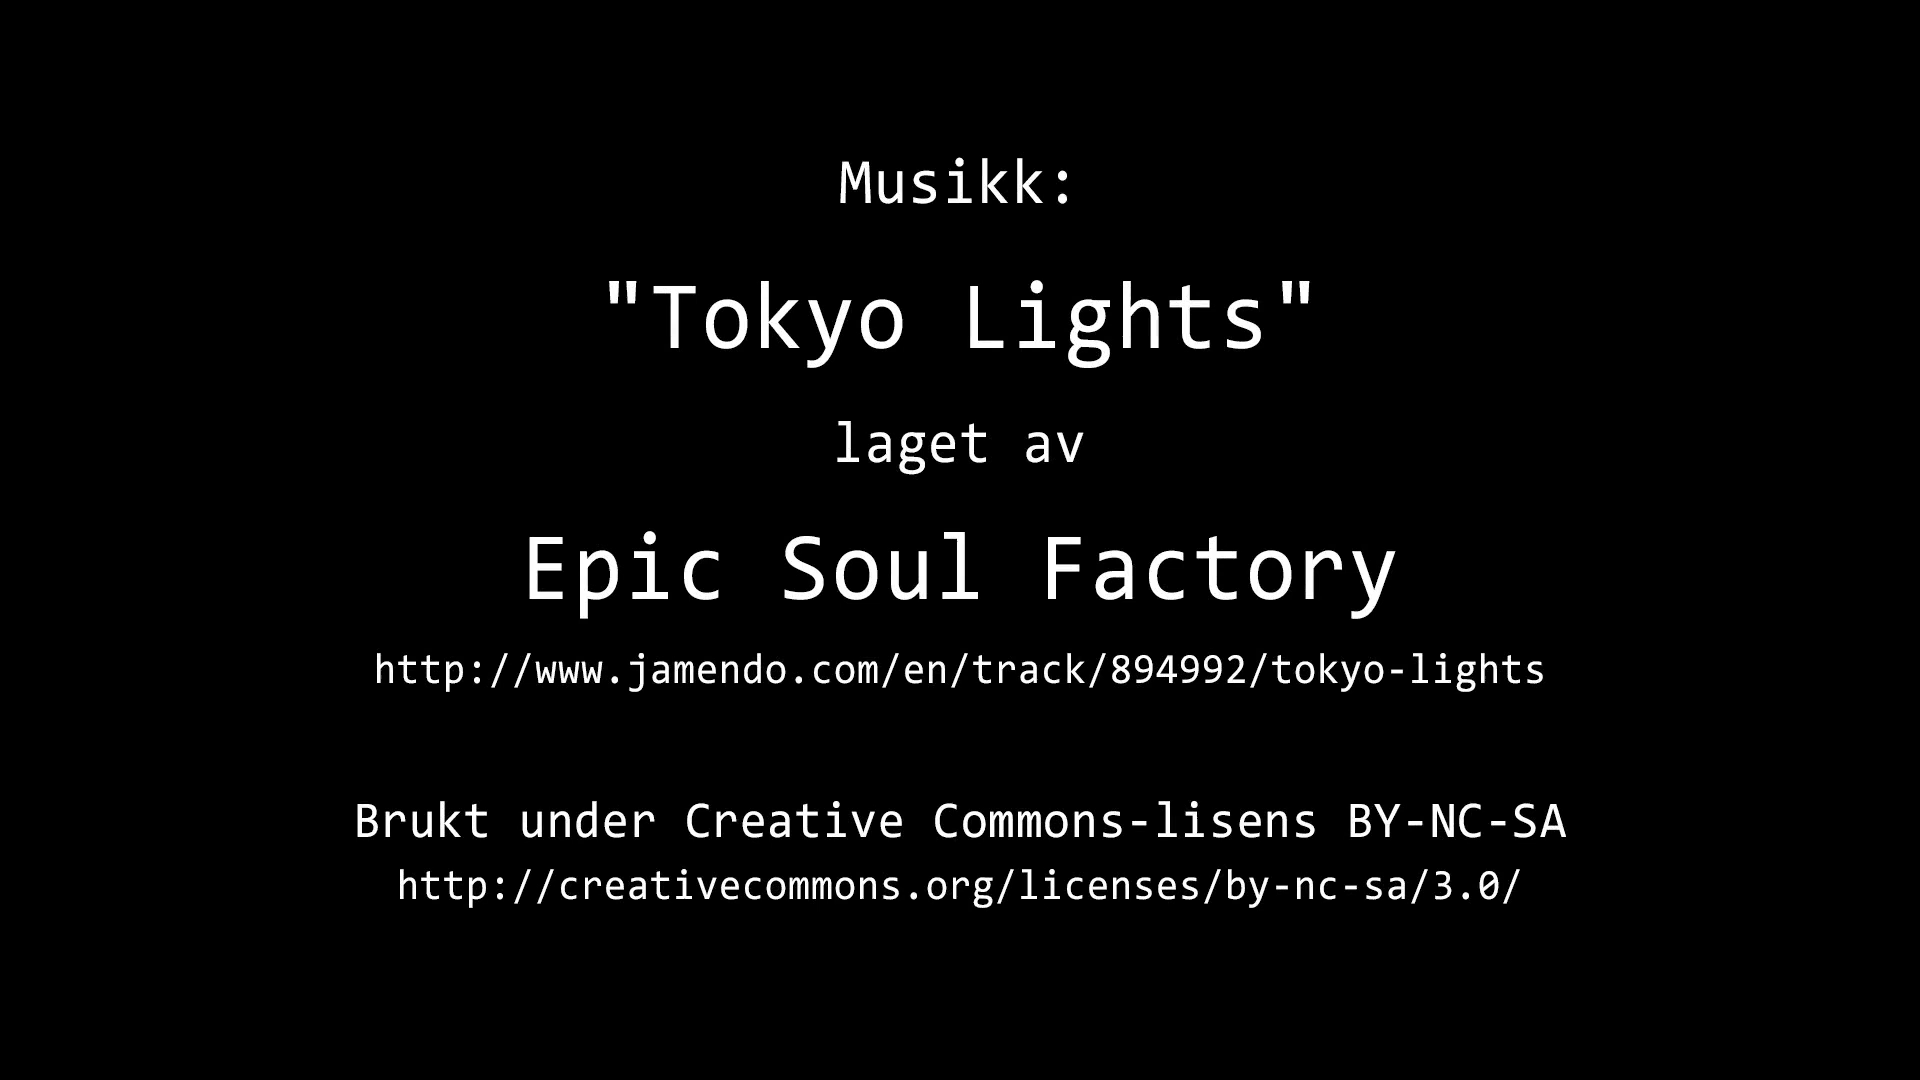 Musikk:
"Tokyo Lights"
laget av
Epic Soul Factory
http://www.jamendo.com/en/track/894992/tokyo-lights
Brukt under Creative Commons-lisens BY-NC-SA
http://creativecommons.org/licenses/by-nc-sa/3.0/